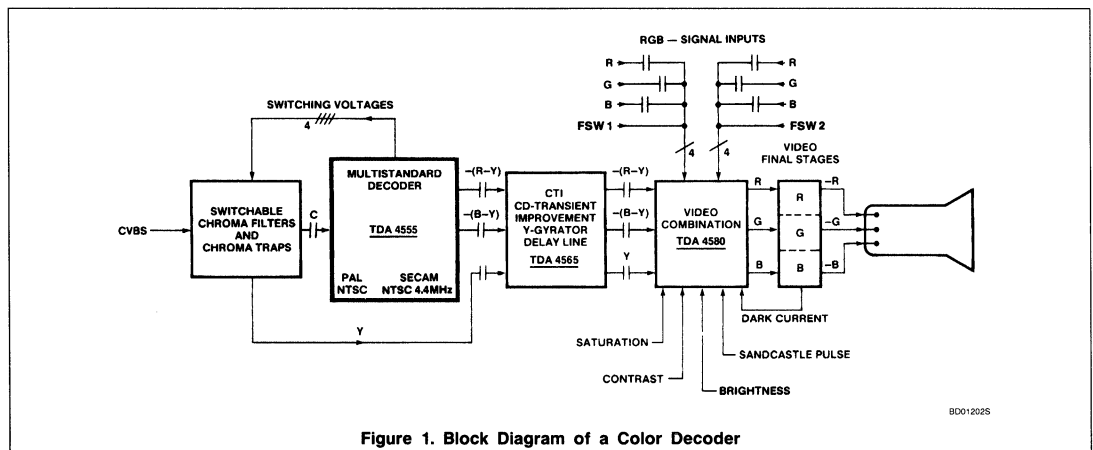 RGB — SIGNAL INPUTS
R
R
G
G
B
B
FSW 1
FSW 2
SWITCHING VOLTAGES
4
4
4
VIDEO
FINAL STAGES
MULTISTANDARD
DECODER
TDA 4555
PAL
SECAM
NTSC
NTSC 4.4MHz
–(R–Y)
–(B–Y)
CTI
CD-TRANSIENT
IMPROVEMENT
Y-GYRATOR
DELAY LINE
TDA 4565
–(R–Y)
–(B–Y)
Y
VIDEO
COMBINATION
TDA 4580
R
G
B
R
G
B
–R
–G
–B
CVBS
SWITCHABLE
CHROMA FILTERS
AND
CHROMA TRAPS
C
Y
DARK CURRENT
SATURATION
SANDCASTLE PULSE
CONTRAST
BRIGHTNESS
BD01202S
Figure 1. Block Diagram of a Color Decoder